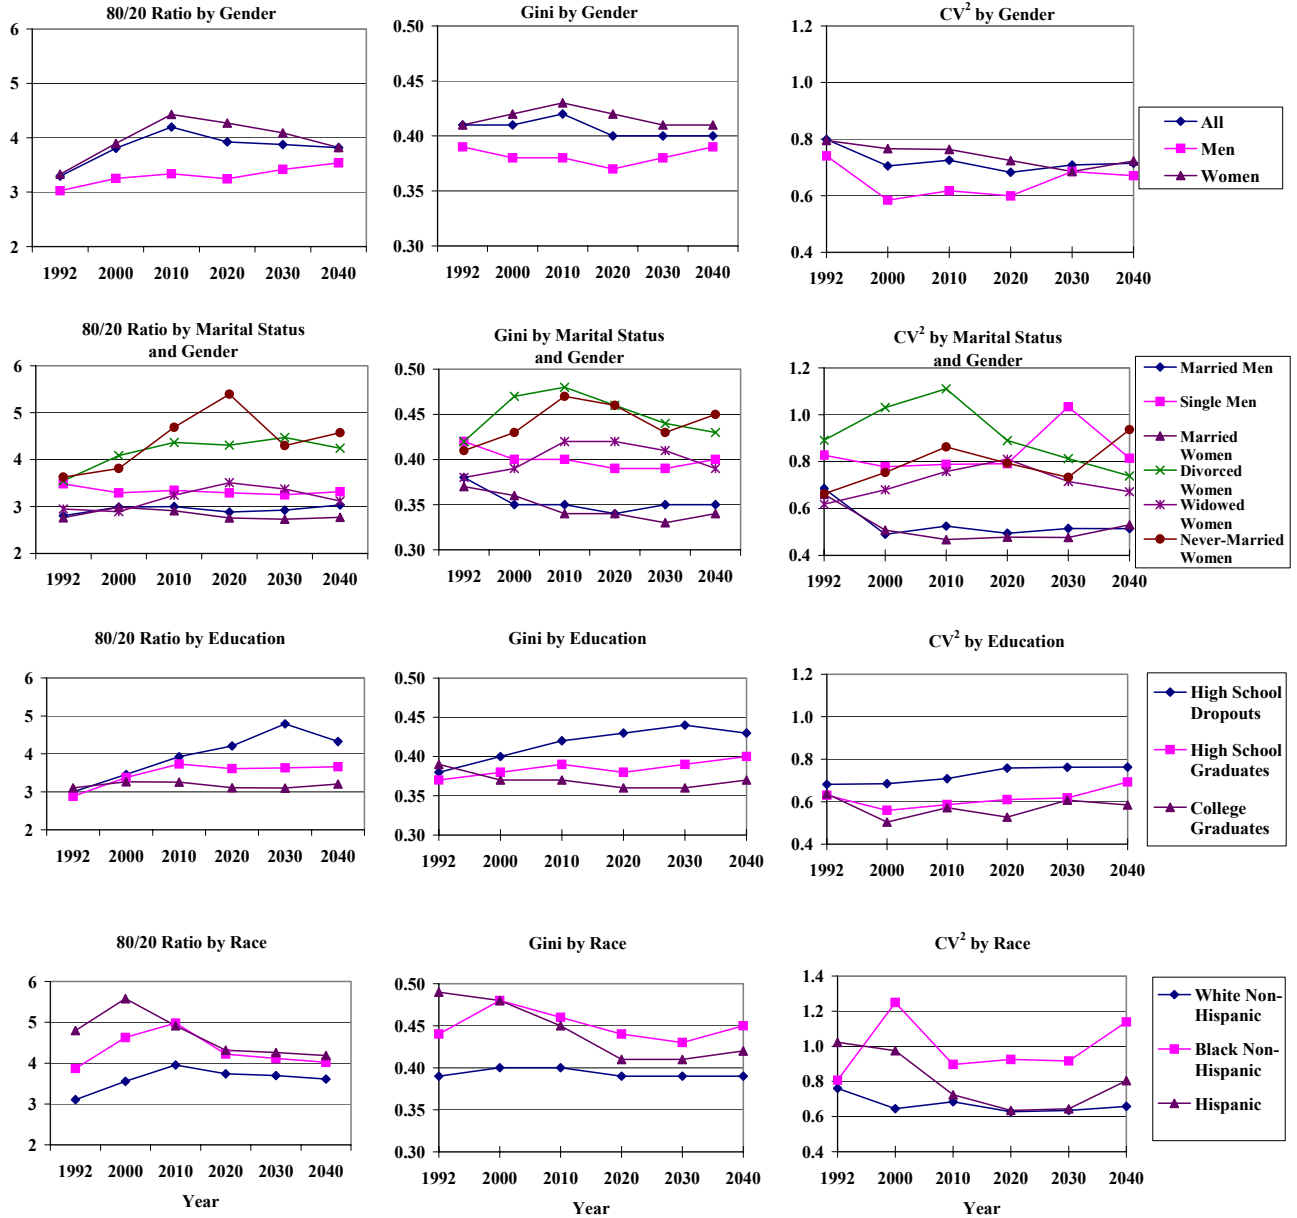 80/20 Ratio by Gender
6
5
4
3
2
1992 2000 2010 2020 2030 2040
Gini by Gender
0.50
0.45
0.40
0.35
0.30
1992 2000 2010 2020 2030 2040
CV² by Gender
1.2
1.0
0.8
0.6
0.4
1992 2000 2010 2020 2030 2040
All
Men
Women
80/20 Ratio by Marital Status
and Gender
6
5
4
3
2
1992 2000 2010 2020 2030 2040
Gini by Marital Status
and Gender
0.50
0.45
0.40
0.35
0.30
1992 2000 2010 2020 2030 2040
CV² by Marital Status
and Gender
1.2
1.0
0.8
0.6
0.4
1992 2000 2010 2020 2030 2040
Married Men
Single Men
Married
Women
Divorced
Women
Widowed
Women
Never-Married
Women
80/20 Ratio by Education
6
5
4
3
2
1992 2000 2010 2020 2030 2040
Gini by Education
0.50
0.45
0.40
0.35
0.30
1992 2000 2010 2020 2030 2040
CV² by Education
1.2
1.0
0.8
0.6
0.4
1992 2000 2010 2020 2030 2040
High School
Dropouts
High School
Graduates
College
Graduates
80/20 Ratio by Race
6
5
4
3
2
1992 2000 2010 2020 2030 2040
Year
Gini by Race
0.50
0.45
0.40
0.35
0.30
1992 2000 2010 2020 2030 2040
CV² by Race
1.4
1.2
1.0
0.8
0.6
0.4
1992 2000 2010 2020 2030 2040
Year
White Non-
Hispanic
Black Non-
Hispanic
Hispanic